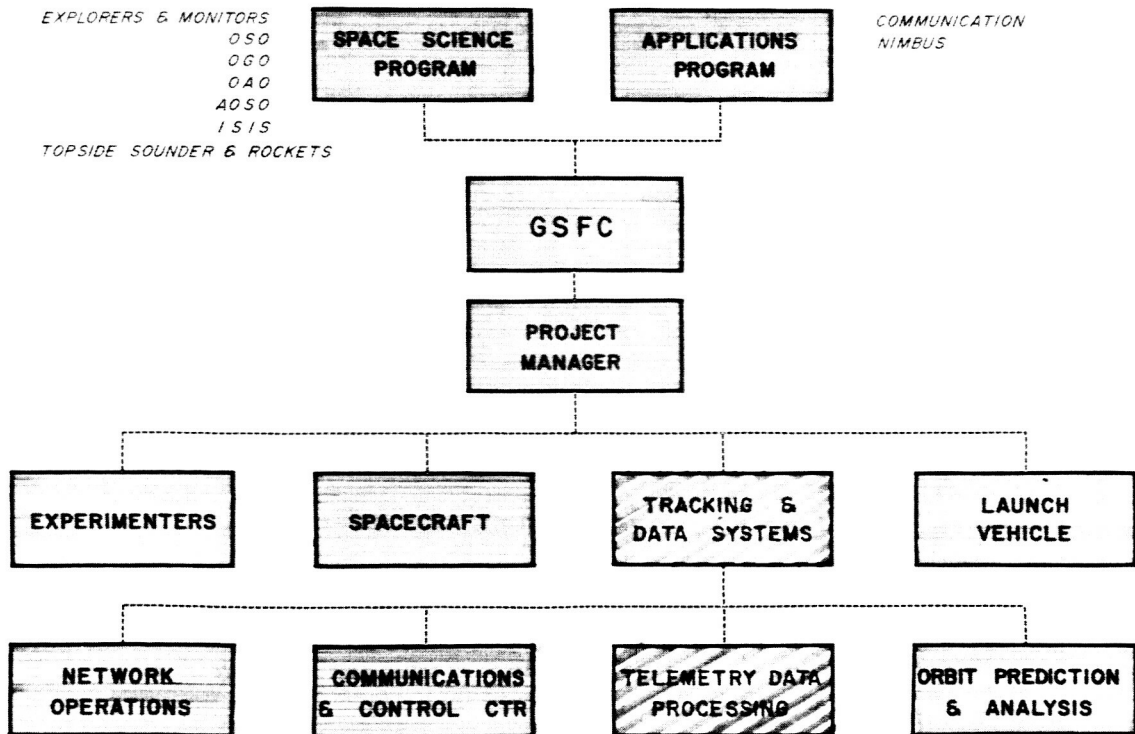 EXPLORERS & MONITORS
OSO
OGO
OAO
AOSO
ISIS
TOPSIDE SOUNDER & ROCKETS
SPACE SCIENCE
PROGRAM
APPLICATIONS
PROGRAM
COMMUNICATION
NIMBUS
GSFC
PROJECT
MANAGER
EXPERIMENTERS
SPACECRAFT
TRACKING &
DATA SYSTEMS
LAUNCH
VEHICLE
NETWORK
OPERATIONS
COMMUNICATIONS
& CONTROL CTR
TELEMETRY DATA
PROCESSING
ORBIT PREDICTION
& ANALYSIS